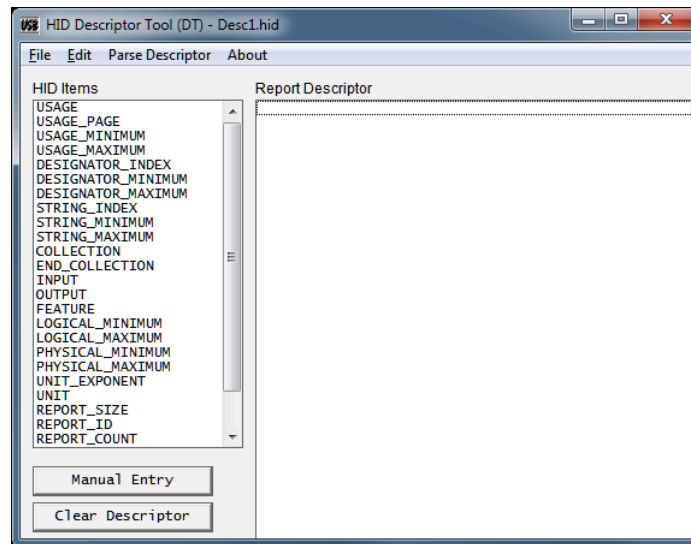 USB HID Descriptor Tool (DT) - Desc1.hid
File Edit Parse Descriptor About
HID Items
USAGE
USAGE_PAGE
USAGE_MINIMUM
USAGE_MAXIMUM
DESIGNATOR_INDEX
DESIGNATOR_MINIMUM
DESIGNATOR_MAXIMUM
STRING_INDEX
STRING_MINIMUM
STRING_MAXIMUM
COLLECTION
END_COLLECTION
INPUT
OUTPUT
FEATURE
LOGICAL_MINIMUM
LOGICAL_MAXIMUM
PHYSICAL_MINIMUM
PHYSICAL_MAXIMUM
UNIT_EXPONENT
UNIT
REPORT_SIZE
REPORT_ID
REPORT_COUNT
Manual Entry
Clear Descriptor
Report Descriptor